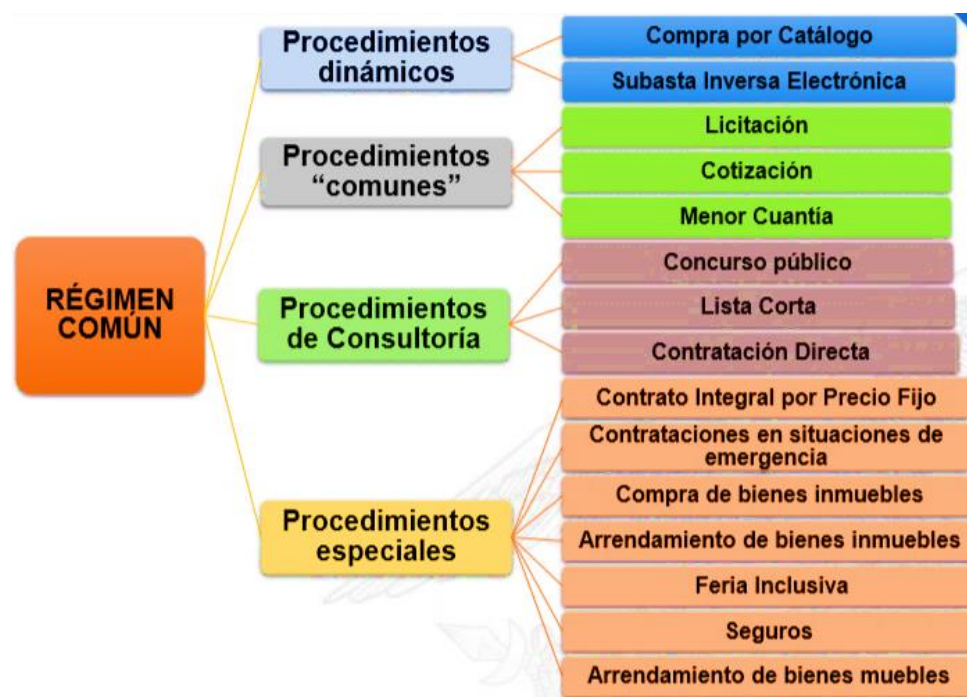 RÉGIMEN
COMÚN
Procedimientos
dinámicos
Compra por Catálogo
Subasta Inversa Electrónica
Procedimientos
“comunes”
Licitación
Cotización
Menor Cuantía
Procedimientos
de Consultoría
Concurso público
Lista Corta
Contratación Directa
Procedimientos
especiales
Contrato Integral por Precio Fijo
Contrataciones en situaciones de
emergencia
Compra de bienes inmuebles
Arrendamiento de bienes inmuebles
Feria Inclusiva
Seguros
Arrendamiento de bienes muebles